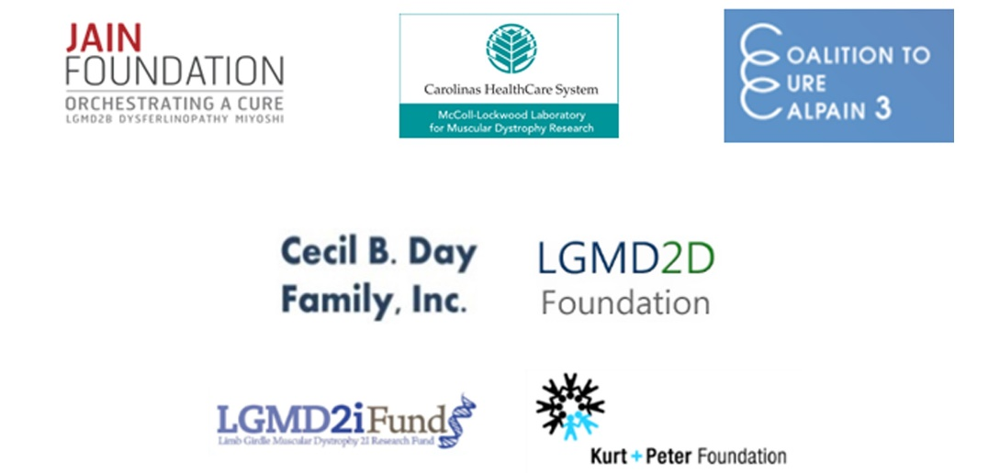 JAIN
FOUNDATION
ORCHESTRATING A CURE
LGMD2B DYSFERLINOPATHY MIYOSHI
Carolinas HealthCare System
McColl-Lockwood Laboratory
for Muscular Dystrophy Research
COALITION TO
CURE
CALPAIN 3
Cecil B. Day
Family, Inc.
LGMD2D
Foundation
LGMD2iFund
Limb Girdle Muscular Dystrophy 2I Research Fund
Kurt + Peter Foundation